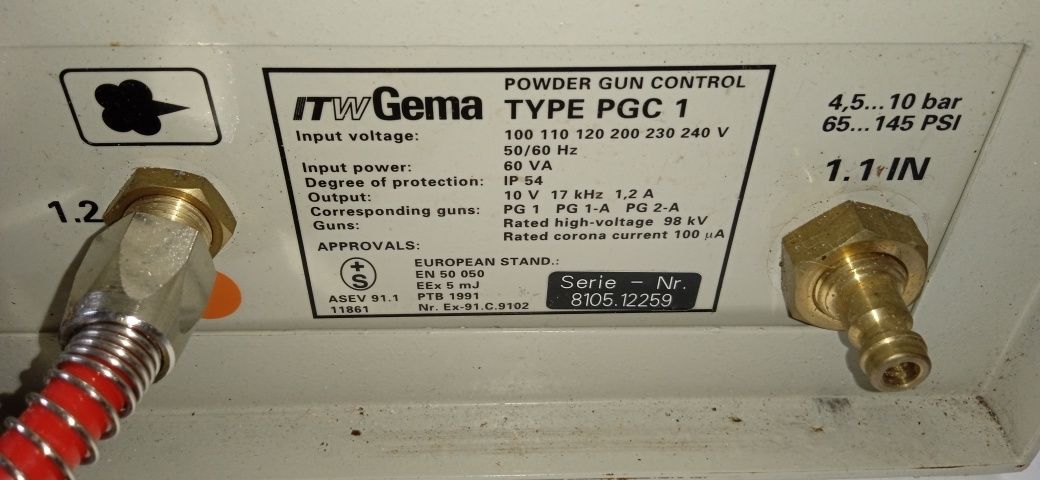 ITW Gema POWDER GUN CONTROL
TYPE PGC 1
Input voltage: 100 110 120 200 230 240 V
50/60 Hz
Input power: 60 VA
Degree of protection: IP 54
Output: 10 V 17 kHz 1,2 A
Corresponding guns: PG 1 PG 1-A PG 2-A
Guns: Rated high-voltage 98 kV
Rated corona current 100 µA
APPROVALS:
+
S
ASEV 91.1
11861
EUROPEAN STAND.:
EN 50 050
EEx 5 mJ
PTB 1991
Nr. Ex-91.C.9102
Serie - Nr.
8105.12259
4,5...10 bar
65...145 PSI
1.1 IN
1.2